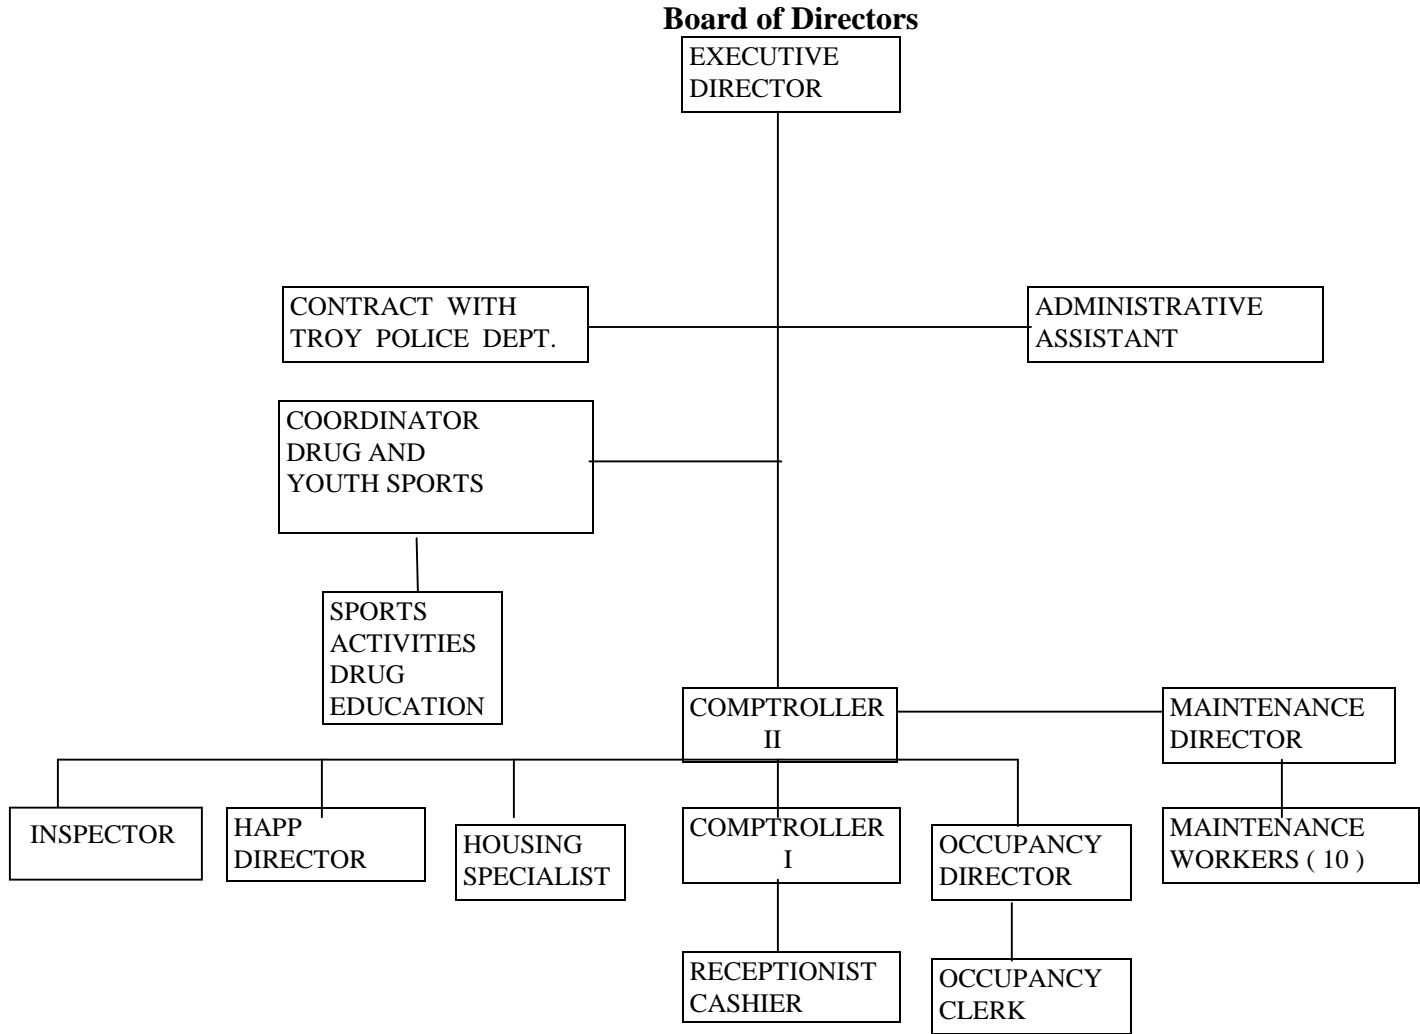 Board of Directors
EXECUTIVE
DIRECTOR
CONTRACT WITH
TROY POLICE DEPT.
ADMINISTRATIVE
ASSISTANT
COORDINATOR
DRUG AND
YOUTH SPORTS
SPORTS
ACTIVITIES
DRUG
EDUCATION
COMPTROLLER
II
MAINTENANCE
DIRECTOR
INSPECTOR
HAPP
DIRECTOR
HOUSING
SPECIALIST
COMPTROLLER
I
OCCUPANCY
DIRECTOR
MAINTENANCE
WORKERS ( 10 )
RECEPTIONIST
CASHIER
OCCUPANCY
CLERK